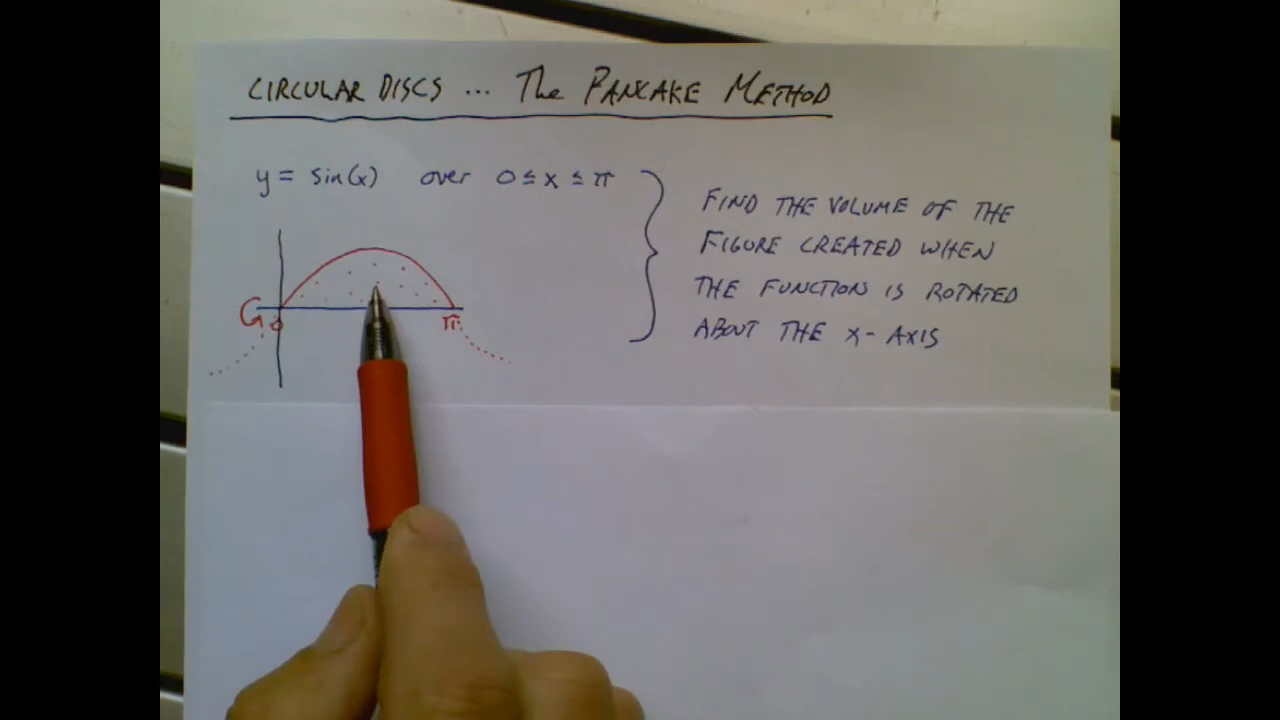 CIRCULAR DISCS ... The PANCAKE METHOD
y = sin(x) over 0 ≤ x ≤ π
FIND THE VOLUME OF THE
FIGURE CREATED WHEN
THE FUNCTION IS ROTATED
ABOUT THE X-AXIS
0 π